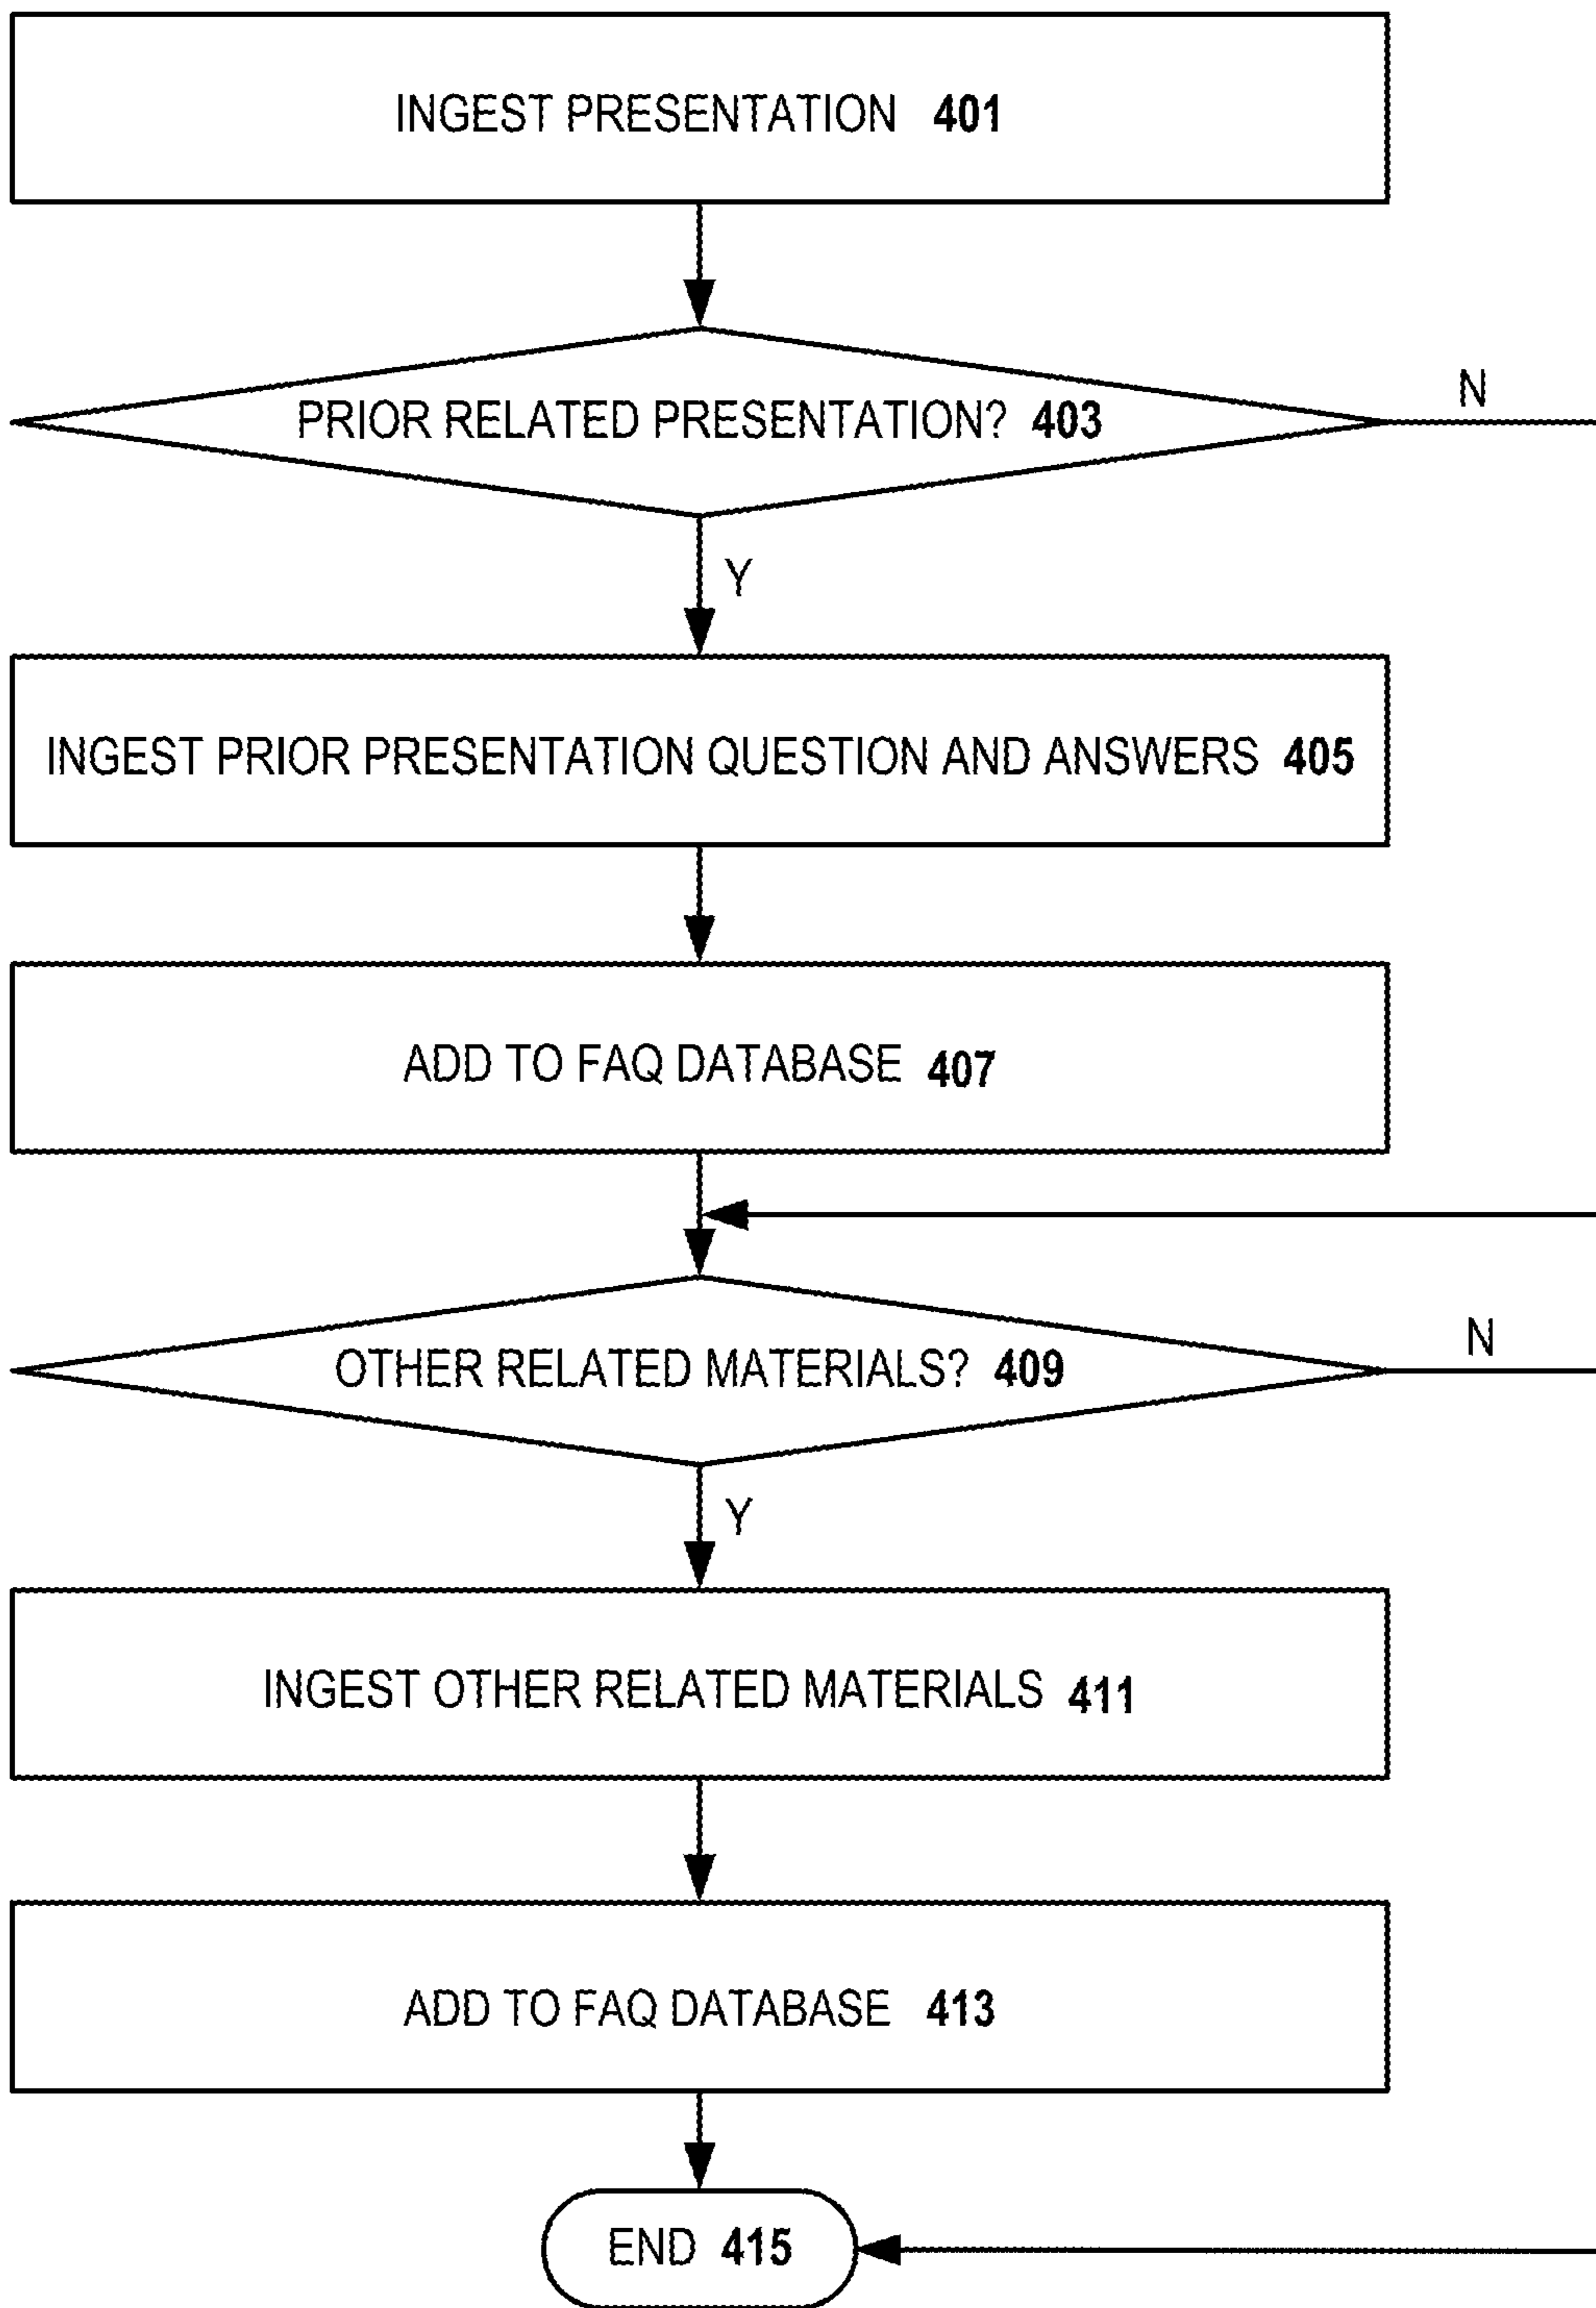 INGEST PRESENTATION 401
PRIOR RELATED PRESENTATION? 403
N
Y
INGEST PRIOR PRESENTATION QUESTION AND ANSWERS 405
ADD TO FAQ DATABASE 407
OTHER RELATED MATERIALS? 409
N
Y
INGEST OTHER RELATED MATERIALS 411
ADD TO FAQ DATABASE 413
END 415